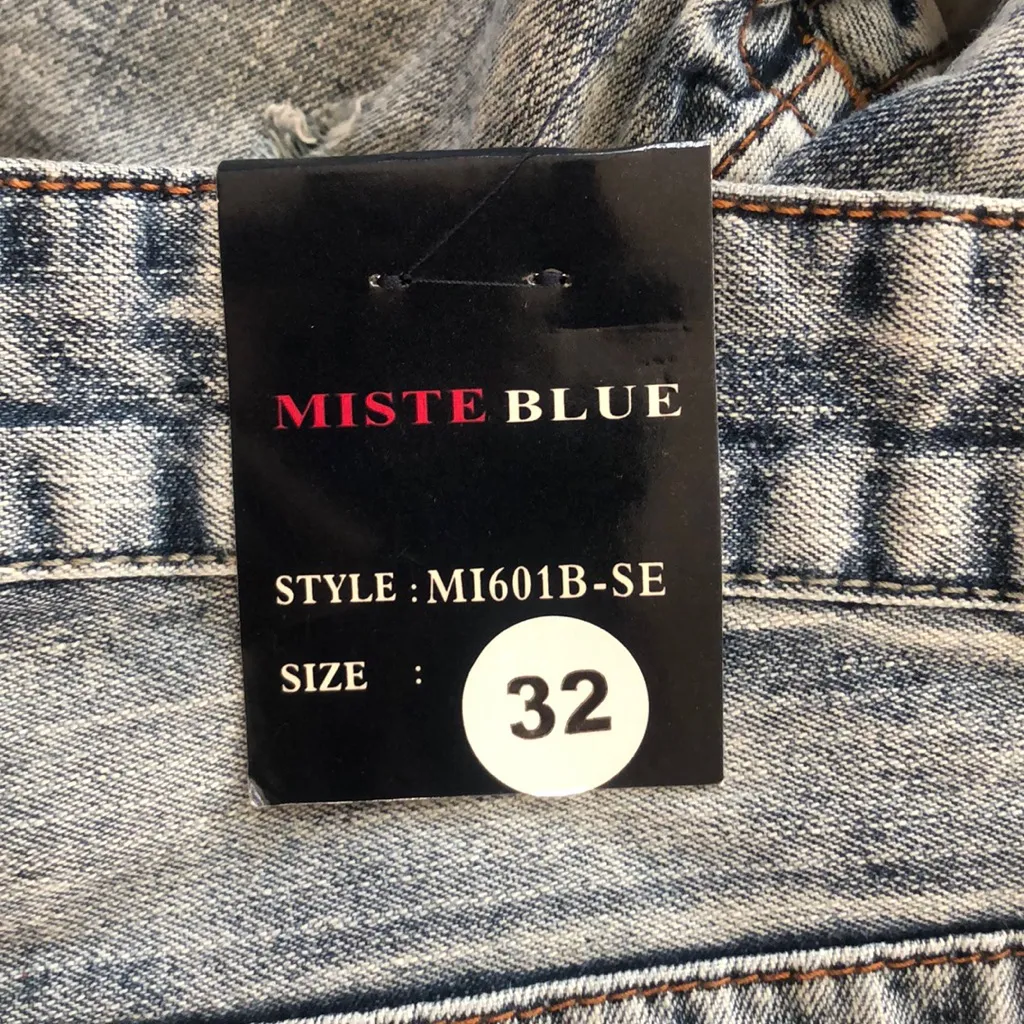 MISTE BLUE
STYLE : MI601B-SE
SIZE : 32